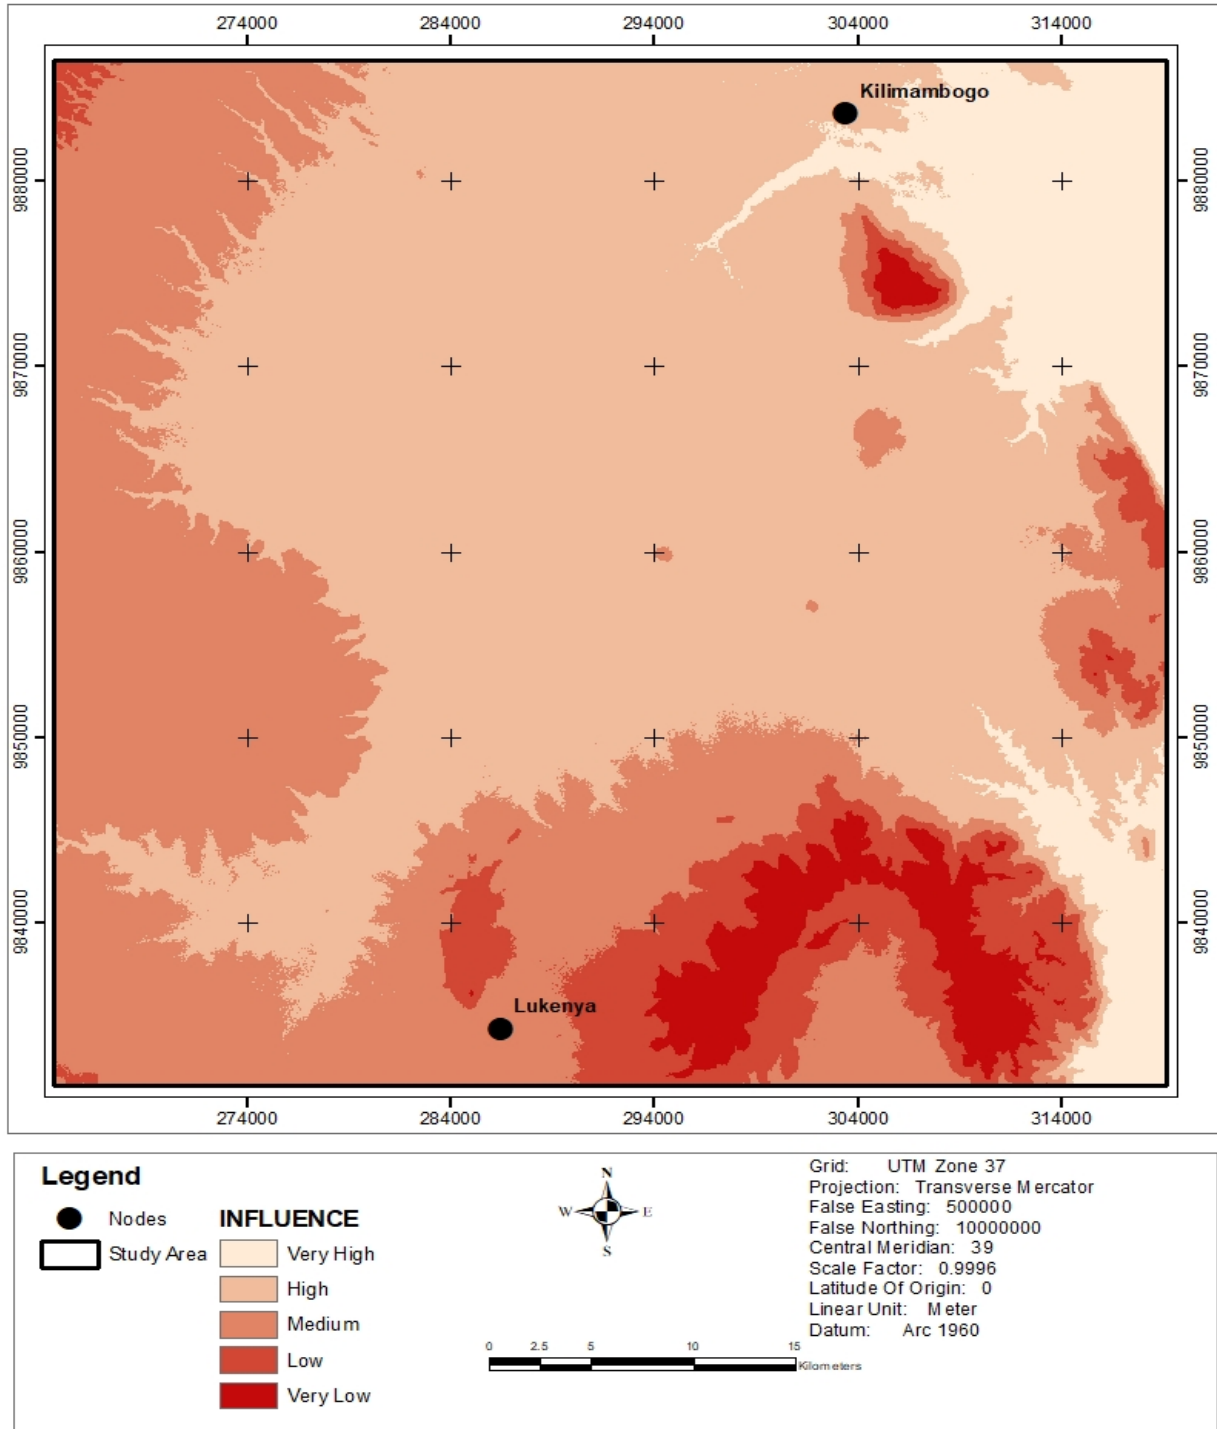 274000 284000 294000 304000 314000
Kilimambogo
9880000 9880000
9870000 9870000
9860000 9860000
9850000 9850000
9840000 9840000
Lukenya
274000 284000 294000 304000 314000
Legend
Nodes
Study Area
INFLUENCE
Very High
High
Medium
Low
Very Low
N
W E
S
0 2.5 5 10 15
Kilometers
Grid: UTM Zone 37
Projection: Transverse Mercator
False Easting: 500000
False Northing: 10000000
Central Meridian: 39
Scale Factor: 0.9996
Latitude Of Origin: 0
Linear Unit: Meter
Datum: Arc 1960